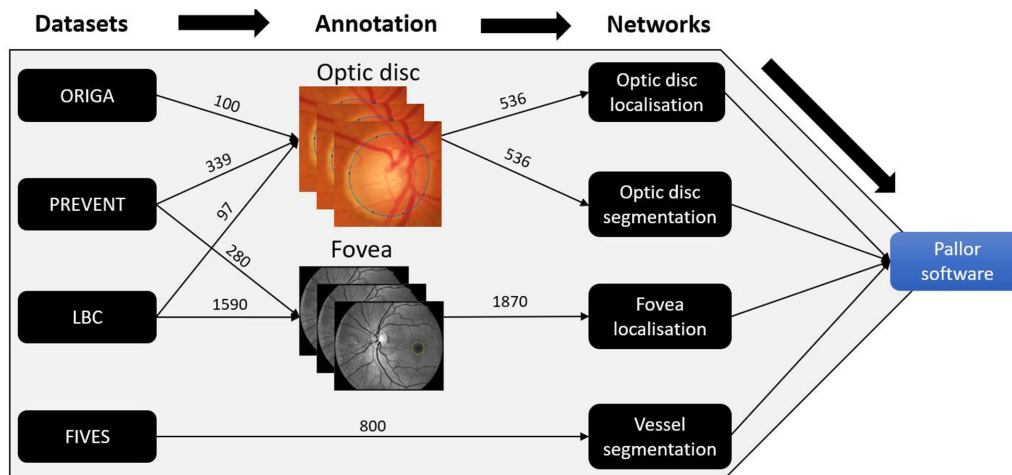 Datasets
Annotation
Networks
Optic disc
ORIGA
100
536
Optic disc
localisation
339
536
PREVENT
97
Optic disc
segmentation
280
Fovea
Pallor
software
LBC
1590
1870
Fovea
localisation
FIVES
800
Vessel
segmentation